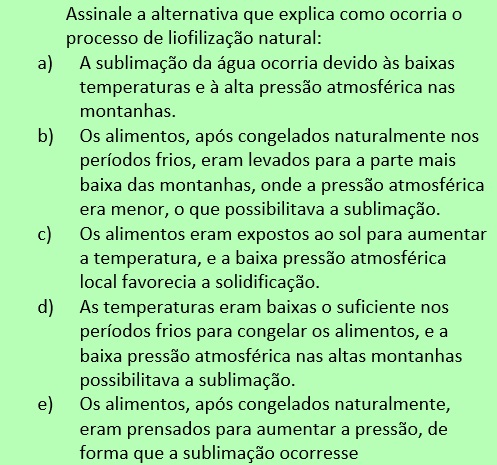 Assinale a alternativa que explica como ocorria o
processo de liofilização natural:
a) A sublimação da água ocorria devido às baixas
temperaturas e à alta pressão atmosférica nas
montanhas.
b) Os alimentos, após congelados naturalmente nos
períodos frios, eram levados para a parte mais
baixa das montanhas, onde a pressão atmosférica
era menor, o que possibilitava a sublimação.
c) Os alimentos eram expostos ao sol para aumentar
a temperatura, e a baixa pressão atmosférica
local favorecia a solidificação.
d) As temperaturas eram baixas o suficiente nos
períodos frios para congelar os alimentos, e a
baixa pressão atmosférica nas altas montanhas
possibilitava a sublimação.
e) Os alimentos, após congelados naturalmente,
eram prensados para aumentar a pressão, de
forma que a sublimação ocorresse